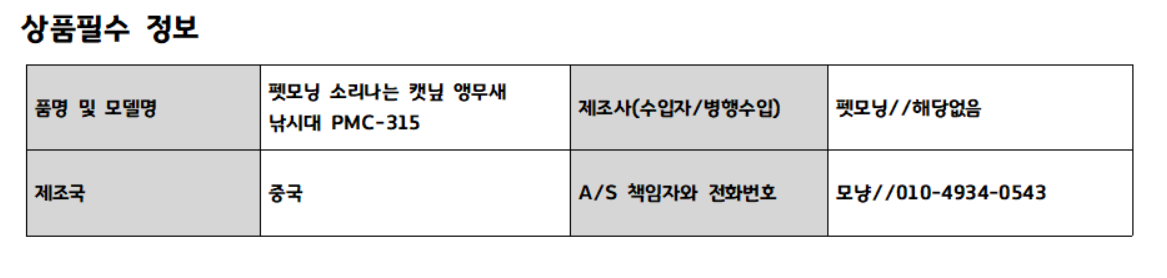 상품필수 정보
품명 및 모델명
펫모닝 소리나는 캣닢 앵무새
낚시대 PMC-315
제조사(수입자/병행수입)
펫모닝//해당없음
제조국
중국
A/S 책임자와 전화번호
모냥//010-4934-0543